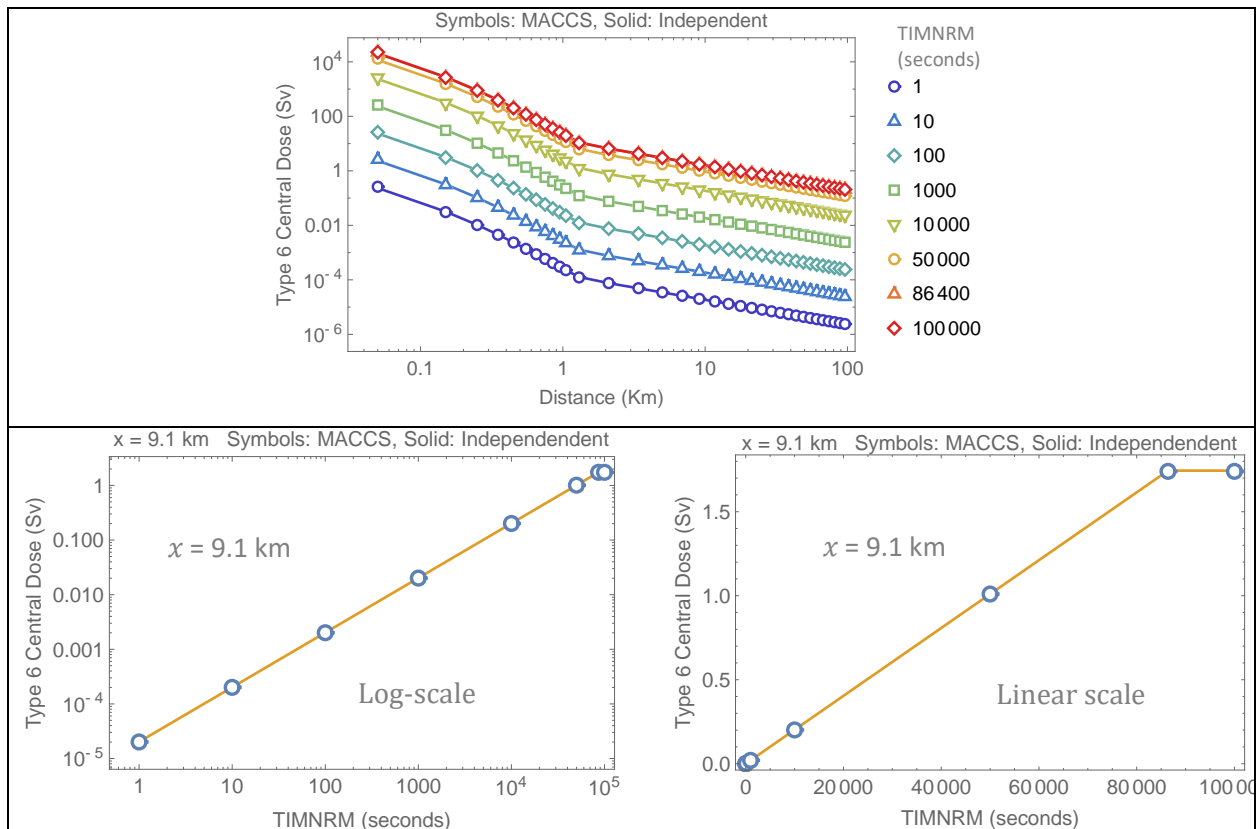 Symbols: MACCS, Solid: Independent
Type 6 Central Dose (Sv)
10^4
100
1
0.01
10^-4
10^-6
0.1
1
10
100
Distance (Km)
TIMNRM
(seconds)
1
10
100
1000
10 000
50 000
86 400
100 000
x = 9.1 km Symbols: MACCS, Solid: Independendent
Type 6 Central Dose (Sv)
1
0.100
0.010
0.001
10^-4
10^-5
x = 9.1 km
Log-scale
1
10
100
1000
10^4
10^5
TIMNRM (seconds)
x = 9.1 km Symbols: MACCS, Solid: Independendent
Type 6 Central Dose (Sv)
1.5
1.0
0.5
0.0
x = 9.1 km
Linear scale
0
20 000
40 000
60 000
80 000
100 00
TIMNRM (seconds)